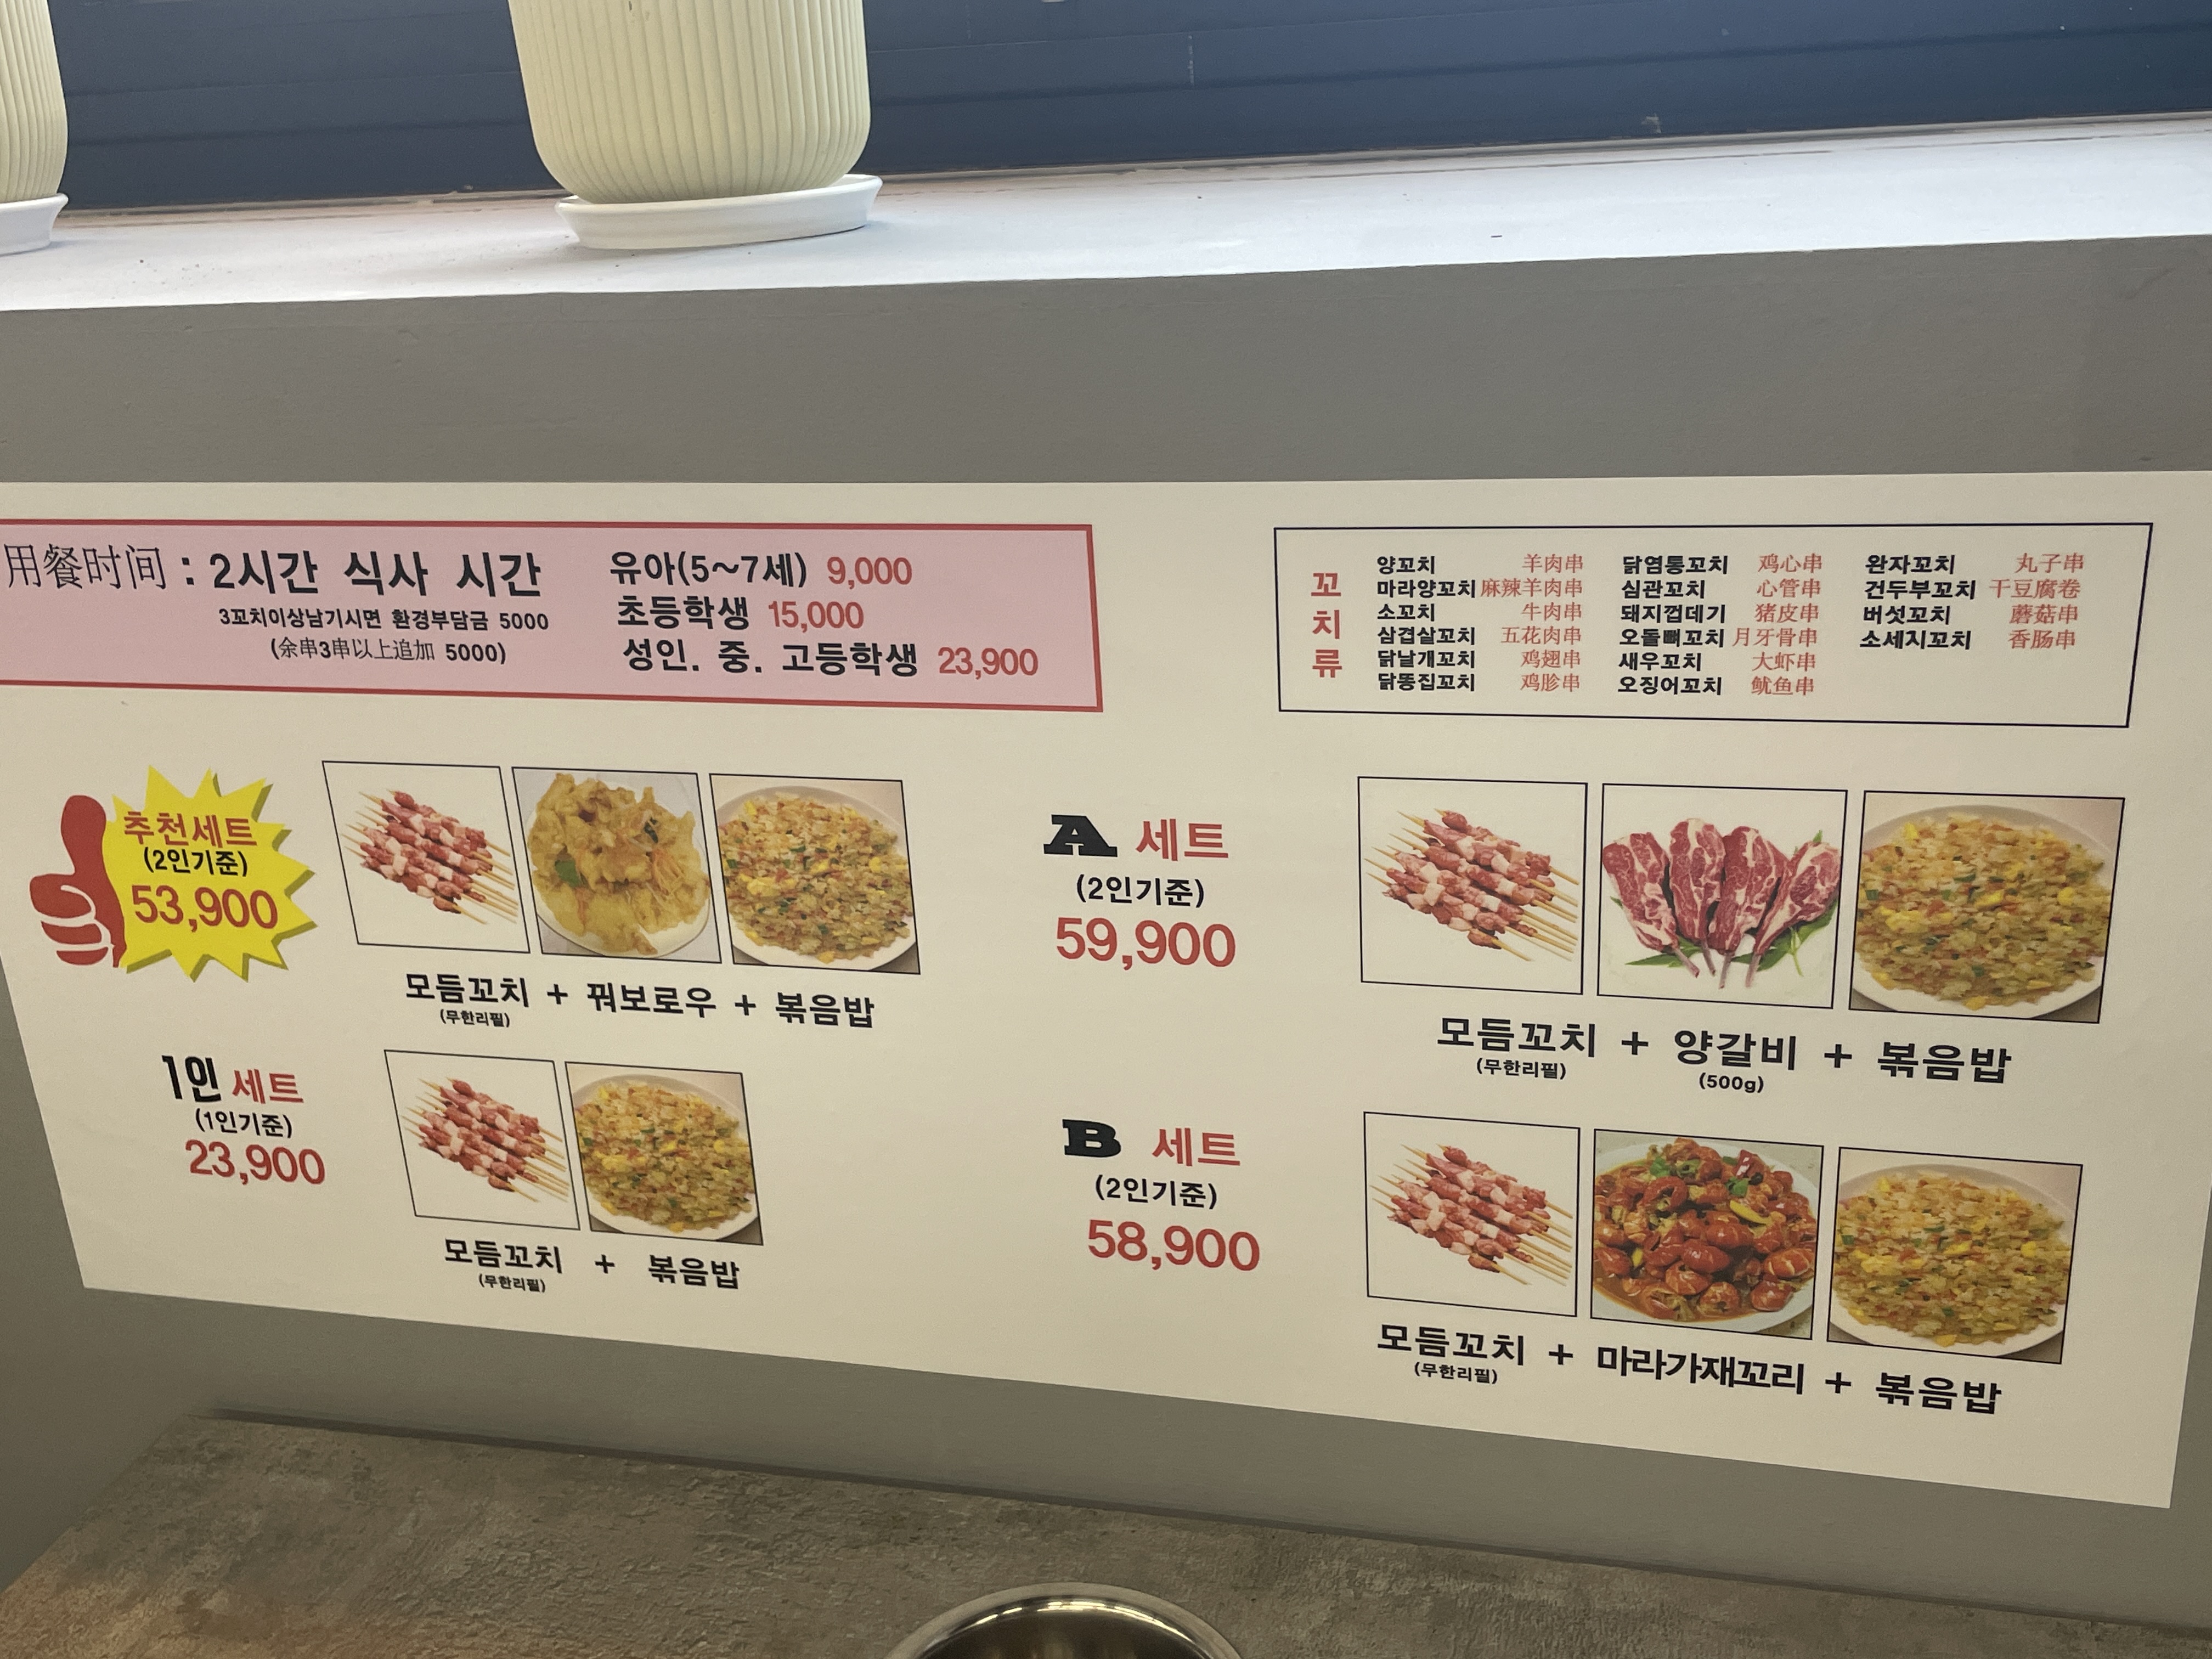 用餐时间 : 2시간 식사 시간
3꼬치이상남기시면 환경부담금 5000
(余串3串以上追加 5000)
유아(5~7세) 9,000
초등학생 15,000
성인. 중. 고등학생 23,900
꼬치류
양꼬치 羊肉串
마라양꼬치 麻辣羊肉串
소꼬치 牛肉串
삼겹살꼬치 五花肉串
닭날개꼬치 鸡翅串
닭똥집꼬치 鸡胗串
닭염통꼬치 鸡心串
심관꼬치 心管串
돼지껍데기 猪皮串
오돌뼈꼬치 月牙骨串
새우꼬치 大虾串
오징어꼬치 鱿鱼串
완자꼬치 丸子串
건두부꼬치 干豆腐卷
버섯꼬치 蘑菇串
소세지꼬치 香肠串
추천세트
(2인기준)
53,900
모듬꼬치 + 꿔보로우 + 볶음밥
(무한리필)
1인 세트
(1인기준)
23,900
모듬꼬치 + 볶음밥
(무한리필)
A 세트
(2인기준)
59,900
모듬꼬치 + 양갈비 + 볶음밥
(무한리필) (500g)
B 세트
(2인기준)
58,900
모듬꼬치 + 마라가재꼬리 + 볶음밥
(무한리필)